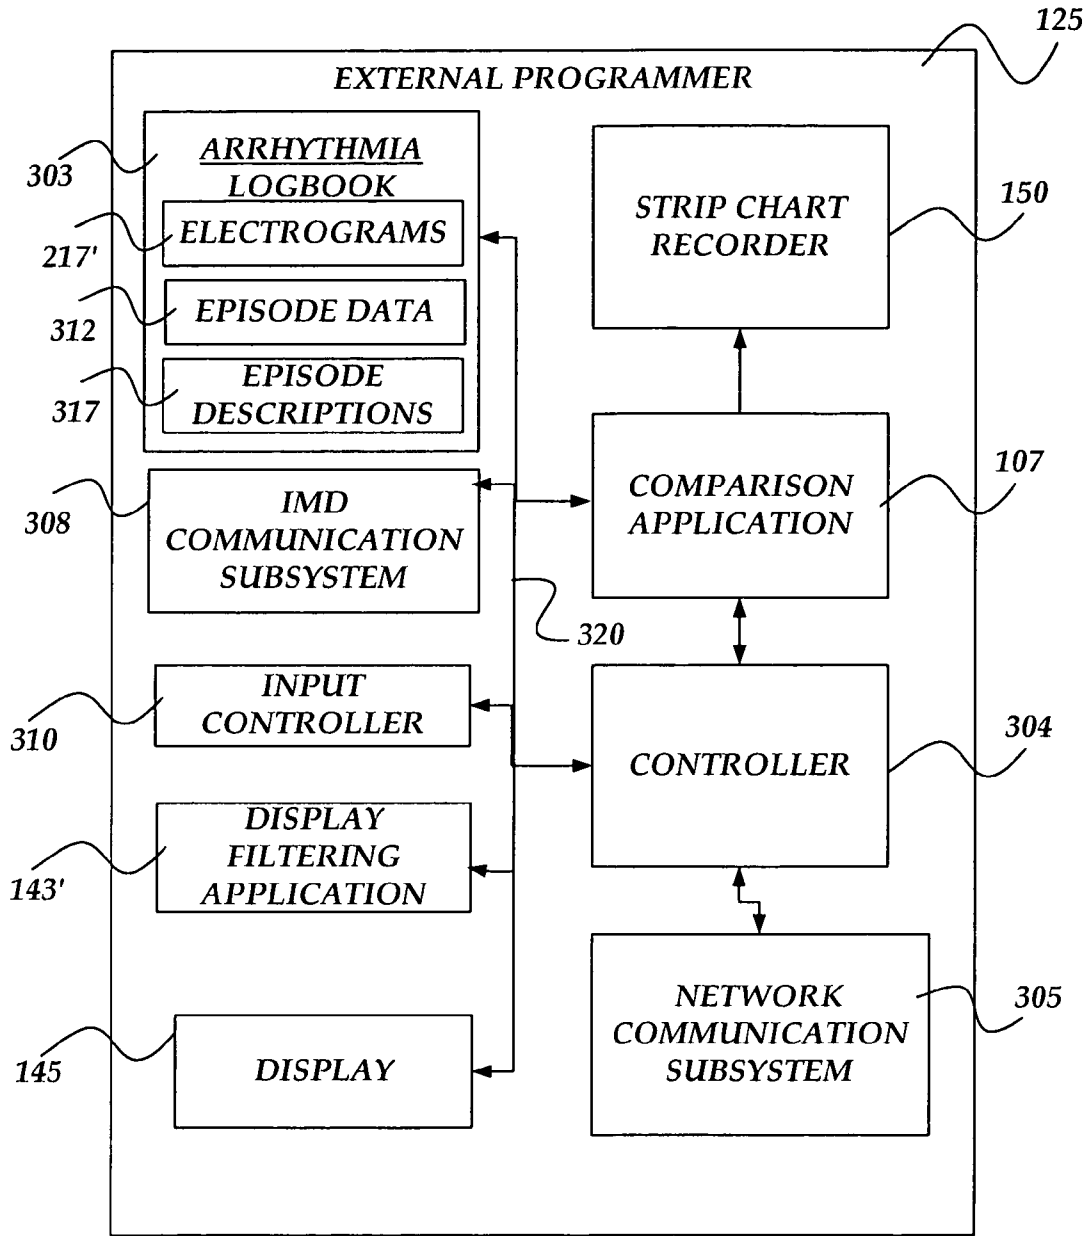 125
EXTERNAL PROGRAMMER
303
ARRHYTHMIA
LOGBOOK
217'
ELECTROGRAMS
312
EPISODE DATA
317
EPISODE
DESCRIPTIONS
STRIP CHART
RECORDER
150
308
IMD
COMMUNICATION
SUBSYSTEM
COMPARISON
APPLICATION
107
320
310
INPUT
CONTROLLER
CONTROLLER
304
143'
DISPLAY
FILTERING
APPLICATION
NETWORK
COMMUNICATION
SUBSYSTEM
305
145
DISPLAY